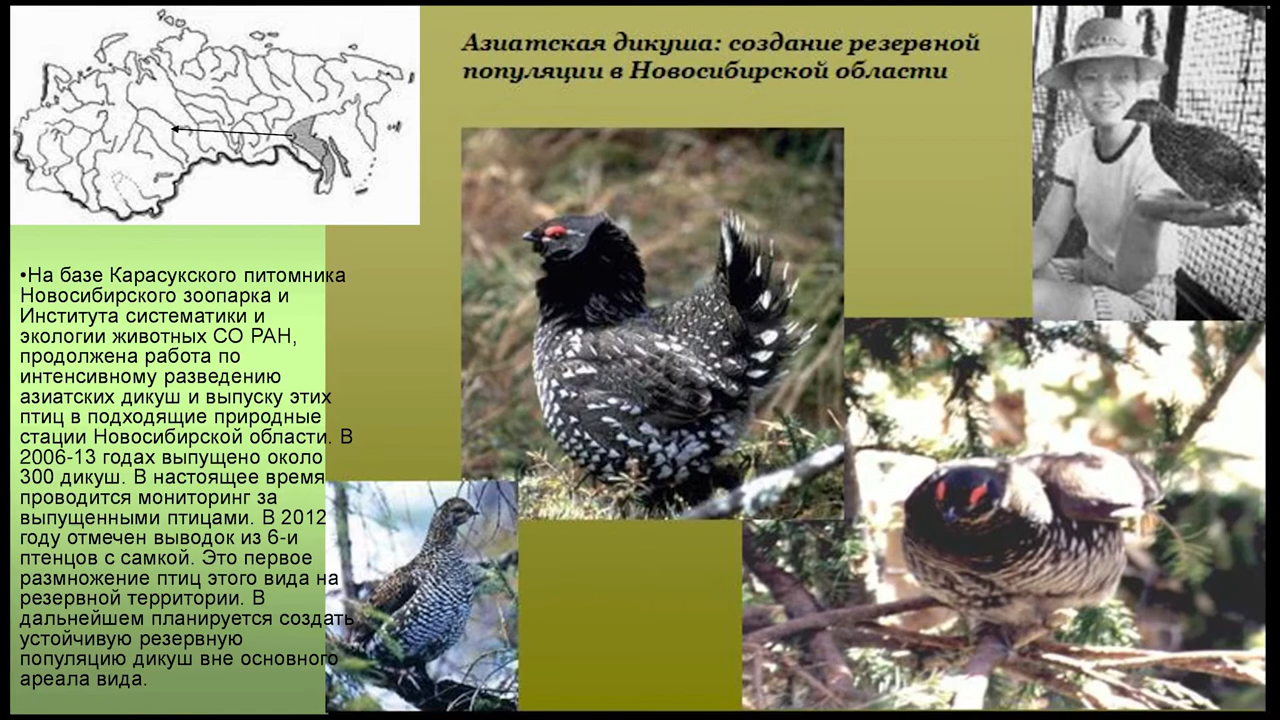 Азиатская дикуша: создание резервной
популяции в Новосибирской области
•На базе Карасукского питомника
Новосибирского зоопарка и
Института систематики и
экологии животных СО РАН,
продолжена работа по
интенсивному разведению
азиатских дикуш и выпуску этих
птиц в подходящие природные
стации Новосибирской области. В
2006-13 годах выпущено около
300 дикуш. В настоящее время
проводится мониторинг за
выпущенными птицами. В 2012
году отмечен выводок из 6-и
птенцов с самкой. Это первое
размножение птиц этого вида на
резервной территории. В
дальнейшем планируется создать
устойчивую резервную
популяцию дикуш вне основного
ареала вида.